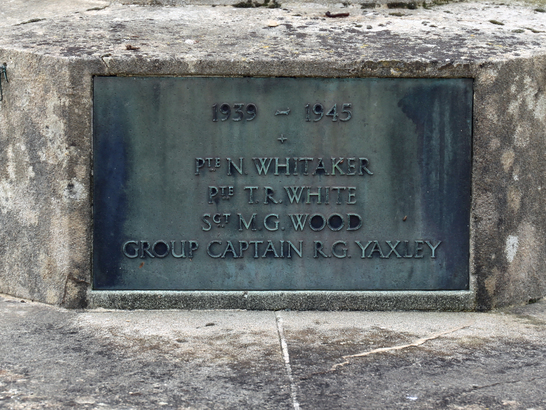 1939 - 1945
+
PTE N. WHITAKER
PTE T.R. WHITE
SGT M.G. WOOD
GROUP CAPTAIN R.G. YAXLEY